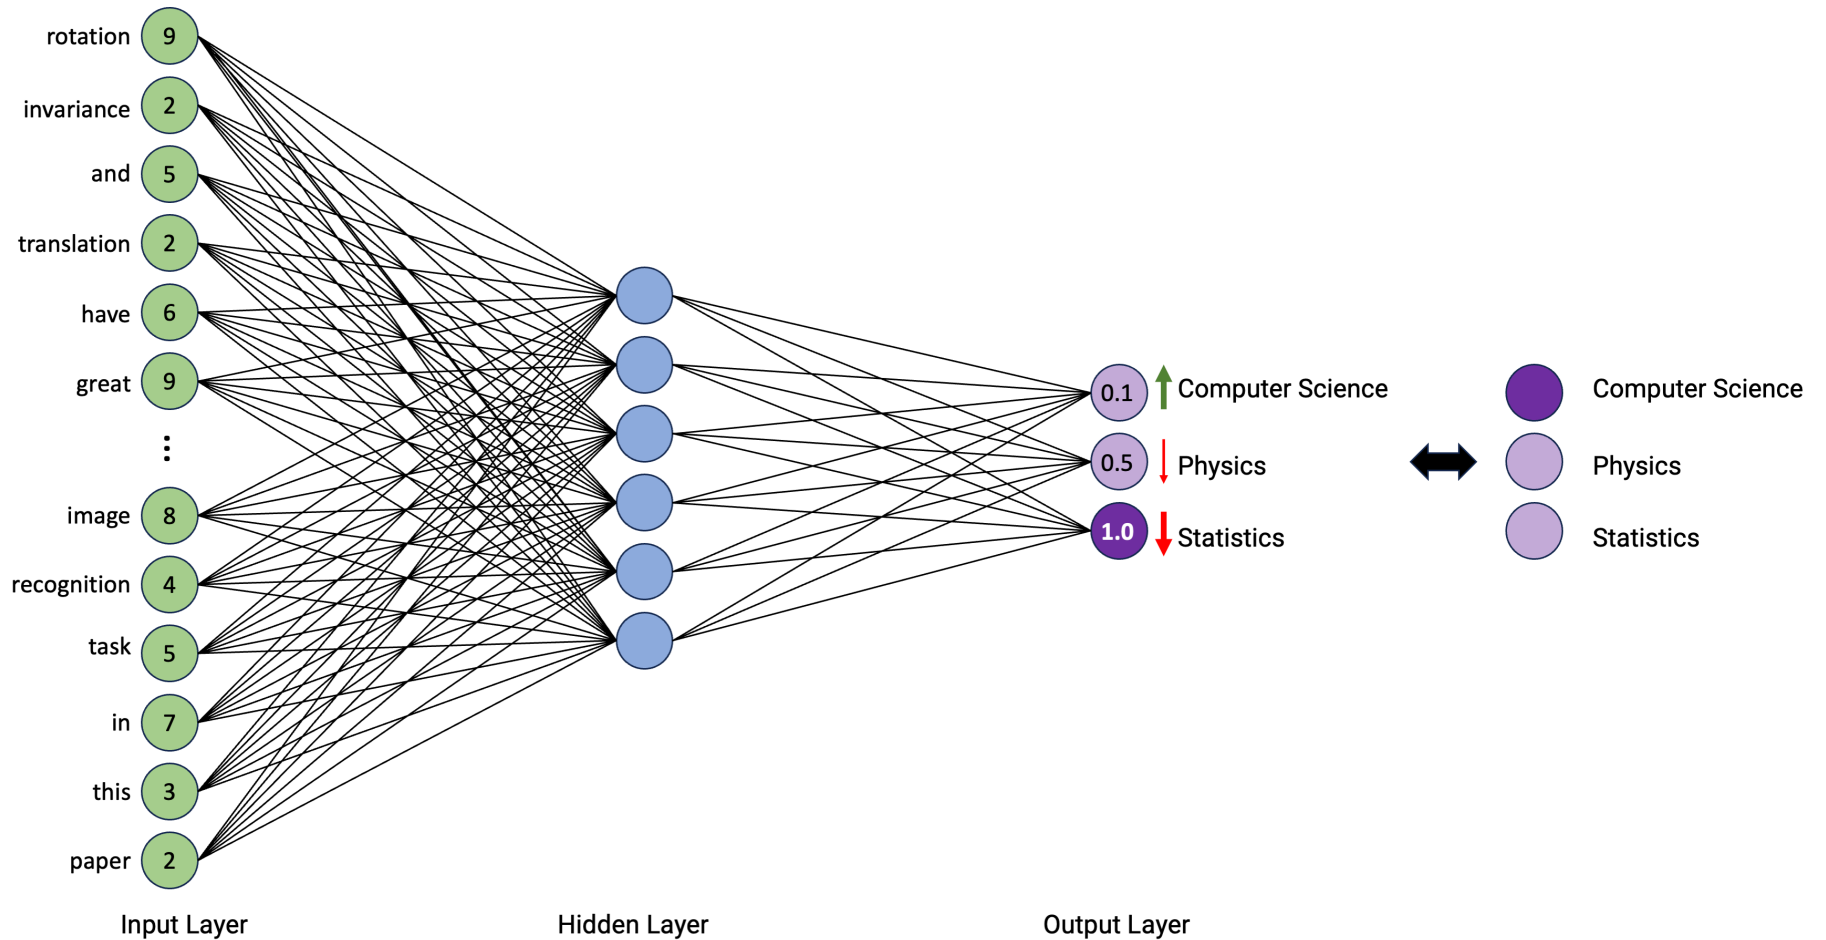 rotation 9
invariance 2
and 5
translation 2
have 6
great 9
image 8
recognition 4
task 5
in 7
this 3
paper 2
0.1 Computer Science
0.5 Physics
1.0 Statistics
Computer Science
Physics
Statistics
Input Layer
Hidden Layer
Output Layer